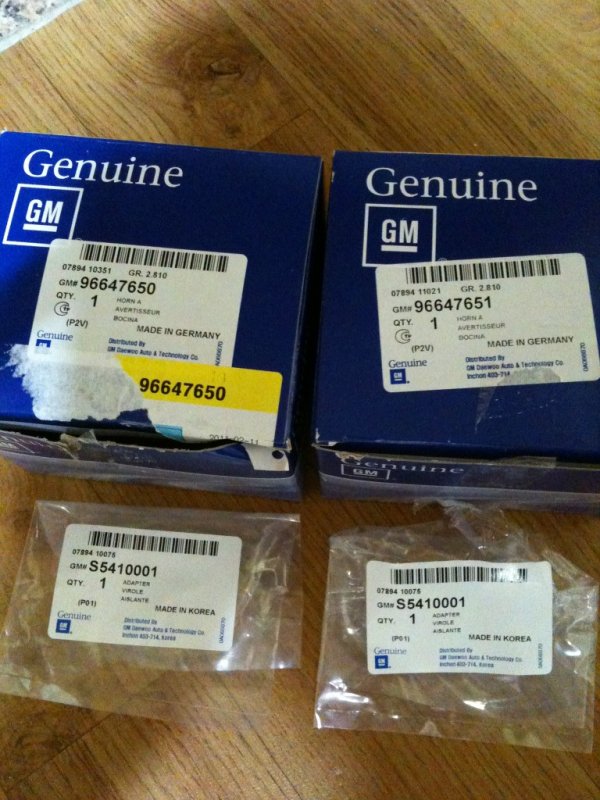 Genuine
GM
07894 10351 GR. 2.810
GM# 96647650
QTY. 1 HORN A
AVERTISSEUR
BOCINA
(P2V) MADE IN GERMANY
Genuine
Distributed By
GM Daewoo Auto & Technology Co.
96647650
Genuine
GM
07894 11021 GR. 2.810
GM# 96647651
QTY. 1 HORN A
AVERTISSEUR
BOCINA
(P2V) MADE IN GERMANY
Genuine
GM
Distributed By
GM Daewoo Auto & Technology Co.
Inchon 403-714
Genuine
GM
07894 10075
GM# S5410001
QTY. 1 ADAPTER
VIROLE
AISLANTE
(P01) MADE IN KOREA
Genuine
GM
Distributed By
GM Daewoo Auto & Technology Co.
Inchon 403-714, Korea
07894 10075
GM# S5410001
QTY. 1 ADAPTER
VIROLE
AISLANTE
(P01) MADE IN KOREA
Genuine
GM
Distributed By
GM Daewoo Auto & Technology Co.
Inchon 403-714, Korea